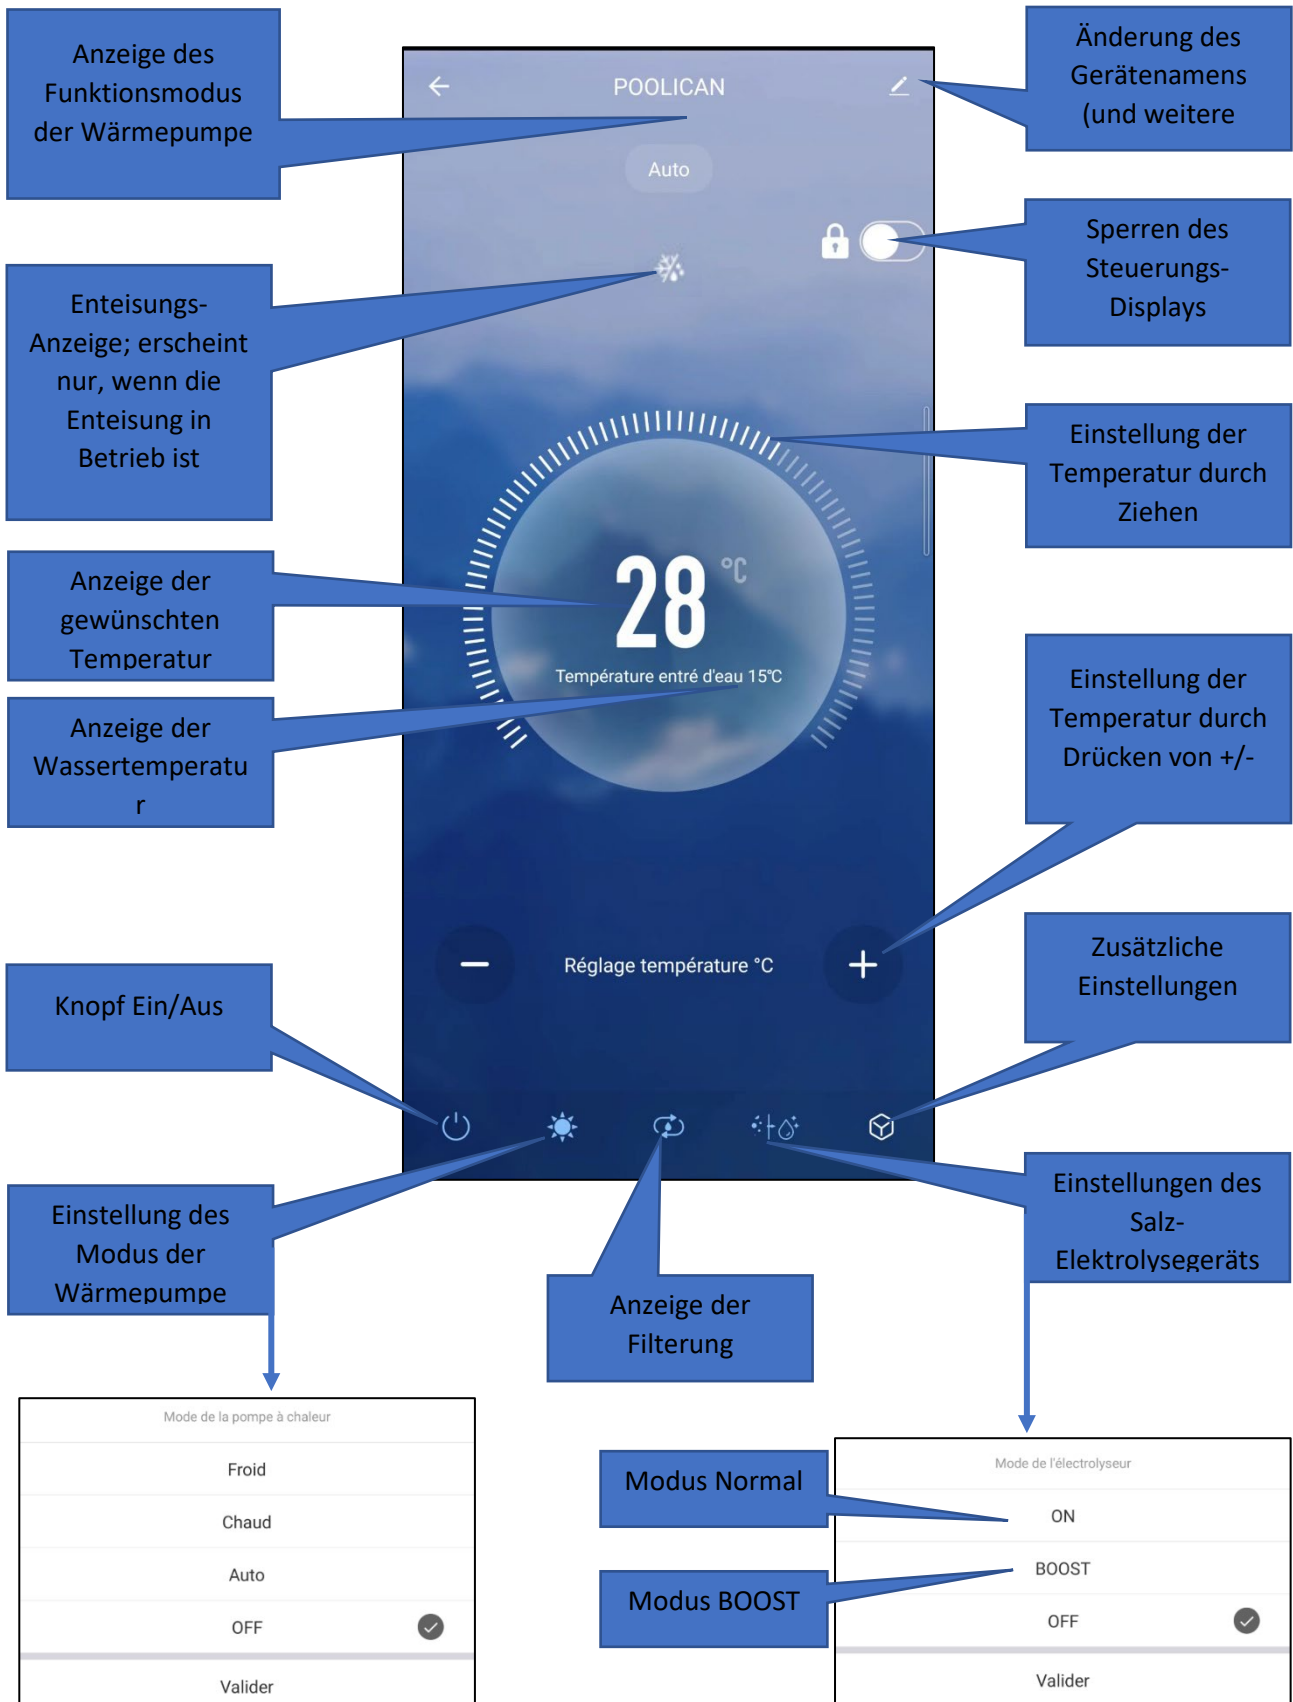 Anzeige des
Funktionsmodus
der Wärmepumpe
Änderung des
Gerätenamens
(und weitere
POOLICAN
Auto
Sperren des
Steuerungs-
Displays
Enteisungs-
Anzeige; erscheint
nur, wenn die
Enteisung in
Betrieb ist
Einstellung der
Temperatur durch
Ziehen
Anzeige der
gewünschten
Temperatur
28 °C
Température entré d'eau 15°C
Anzeige der
Wassertemperatu
r
Einstellung der
Temperatur durch
Drücken von +/-
Réglage température °C
Zusätzliche
Einstellungen
Knopf Ein/Aus
Einstellung des
Modus der
Wärmepumpe
Anzeige der
Filterung
Einstellungen des
Salz-
Elektrolysegeräts
Mode de la pompe à chaleur
Froid
Chaud
Auto
OFF
Valider
Modus Normal
Modus BOOST
Mode de l'électrolyseur
ON
BOOST
OFF
Valider